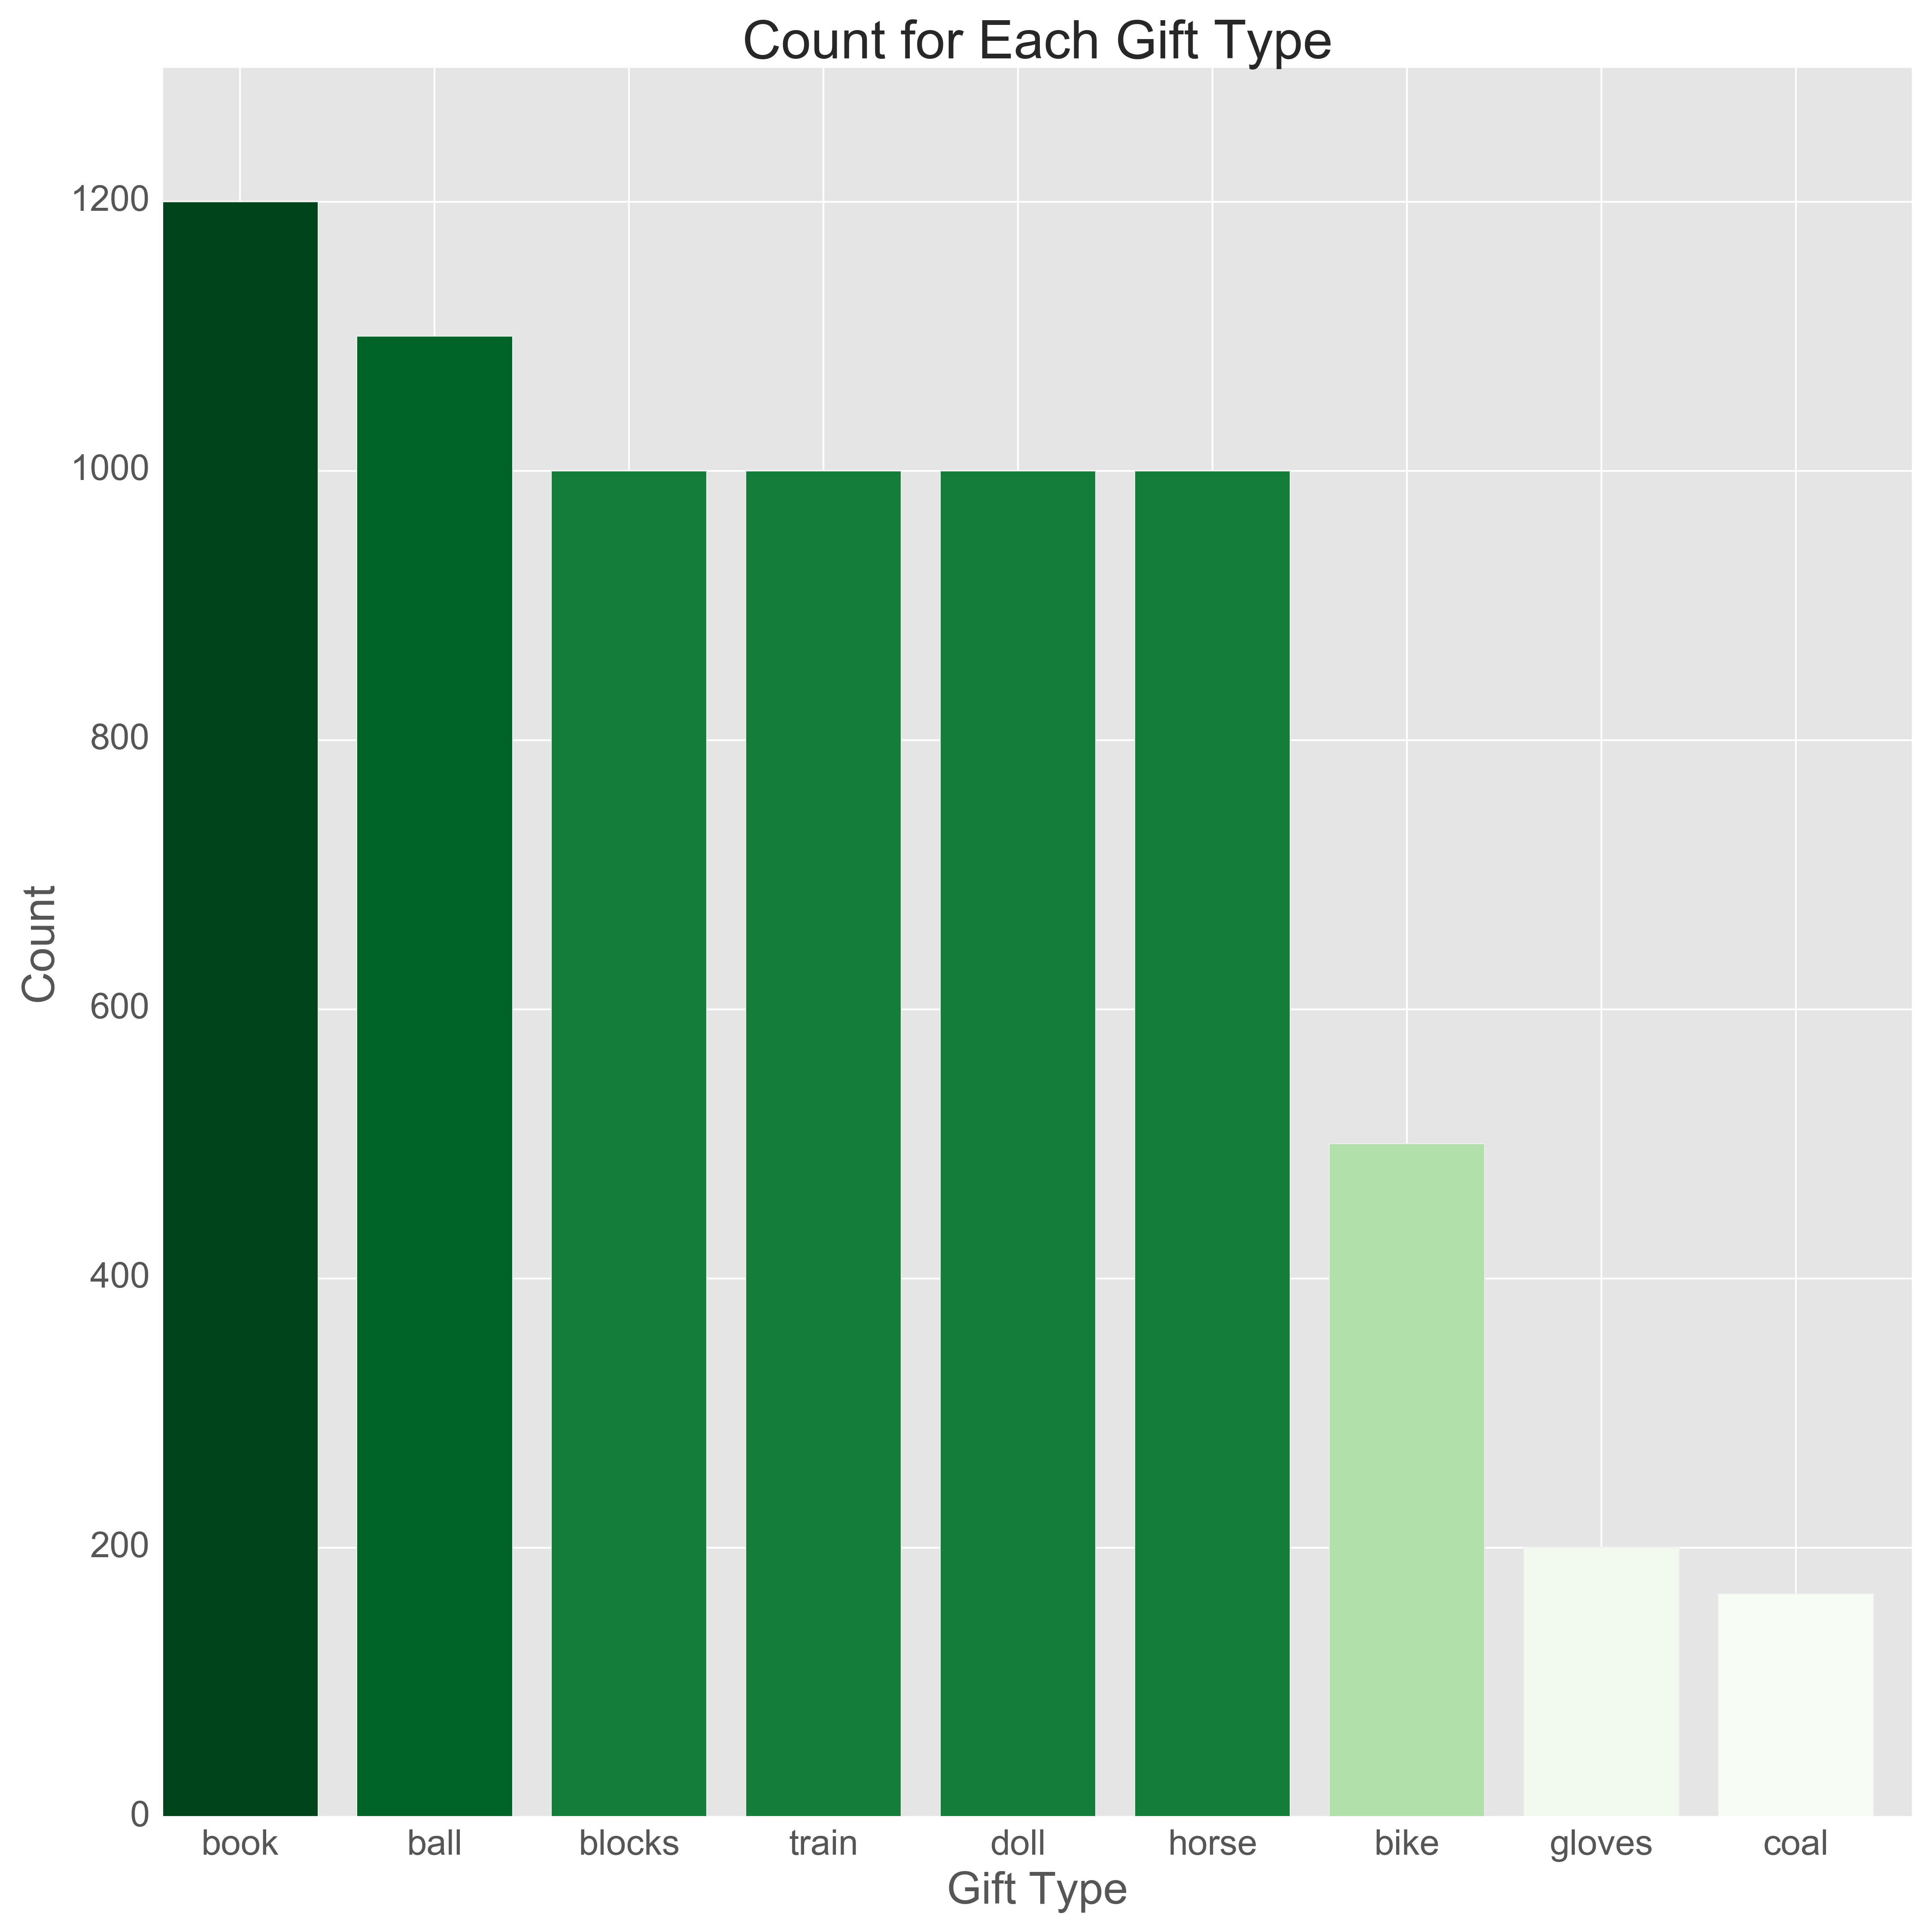 Count for Each Gift Type
Count
1200
1000
800
600
400
200
0
book ball blocks train doll horse bike gloves coal
Gift Type